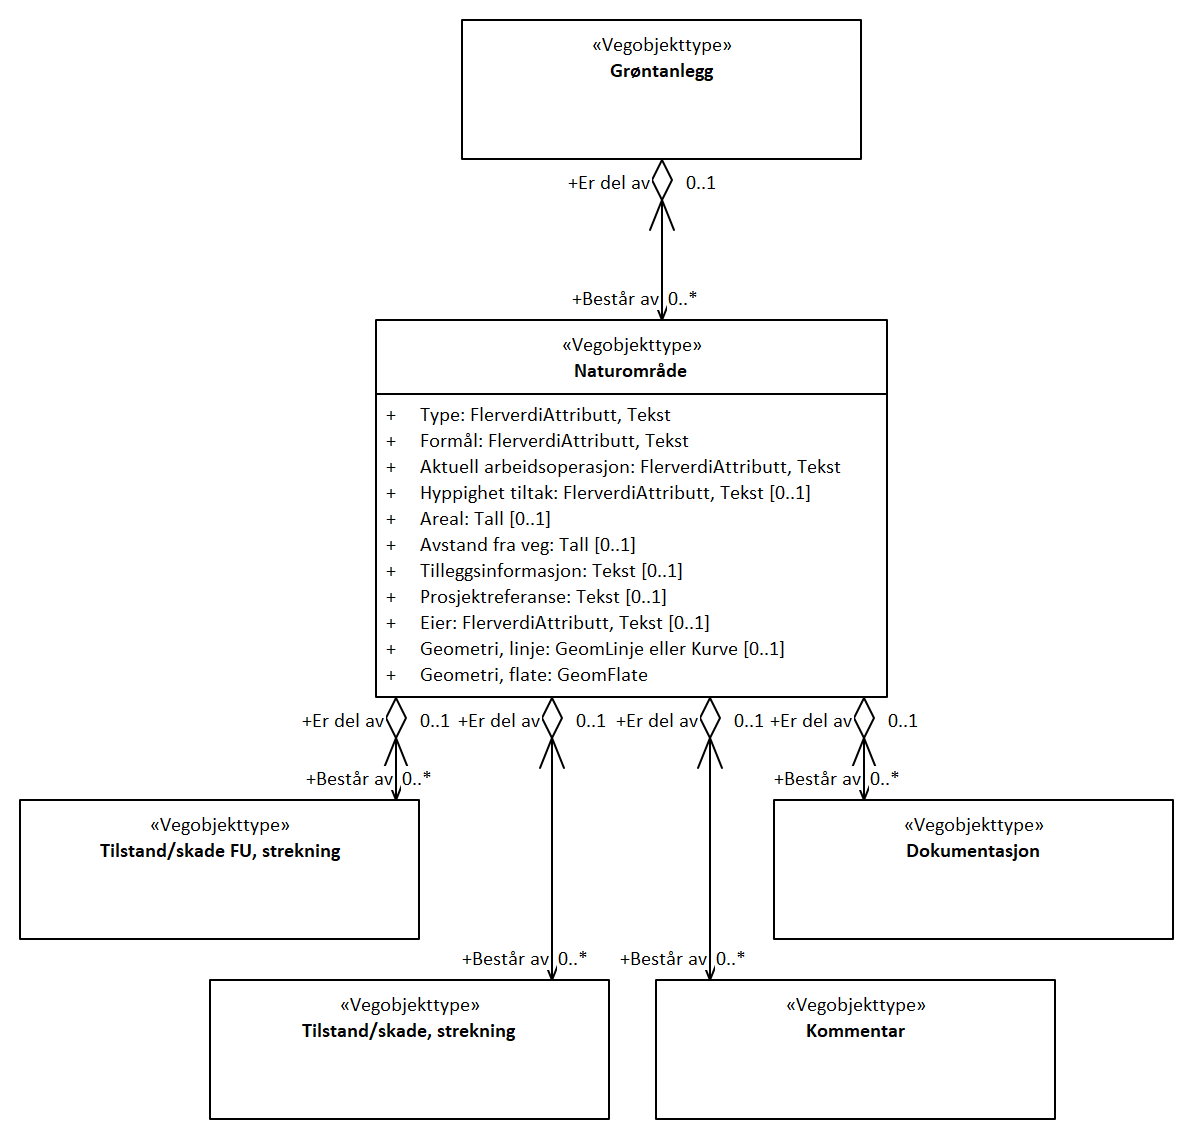 «Vegobjekttype»
Grøntanlegg
+Er del av 0..1
+Består av 0..*
«Vegobjekttype»
Naturområde
+ Type: FlerverdiAttributt, Tekst
+ Formål: FlerverdiAttributt, Tekst
+ Aktuell arbeidsoperasjon: FlerverdiAttributt, Tekst
+ Hyppighet tiltak: FlerverdiAttributt, Tekst [0..1]
+ Areal: Tall [0..1]
+ Avstand fra veg: Tall [0..1]
+ Tilleggsinformasjon: Tekst [0..1]
+ Prosjektreferanse: Tekst [0..1]
+ Eier: FlerverdiAttributt, Tekst [0..1]
+ Geometri, linje: GeomLinje eller Kurve [0..1]
+ Geometri, flate: GeomFlate
+Er del av 0..1 +Er del av 0..1 +Er del av 0..1 +Er del av 0..1
+Består av 0..* +Består av 0..*
«Vegobjekttype»
Tilstand/skade FU, strekning
«Vegobjekttype»
Dokumentasjon
+Består av 0..* +Består av 0..*
«Vegobjekttype»
Tilstand/skade, strekning
«Vegobjekttype»
Kommentar